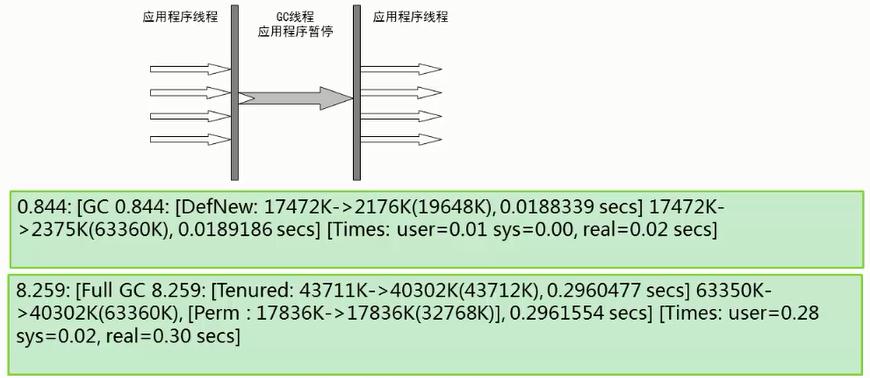 应用程序线程
GC线程
应用程序暂停
应用程序线程
0.844: [GC 0.844: [DefNew: 17472K->2176K(19648K), 0.0188339 secs] 17472K-
>2375K(63360K), 0.0189186 secs] [Times: user=0.01 sys=0.00, real=0.02 secs]
8.259: [Full GC 8.259: [Tenured: 43711K->40302K(43712K), 0.2960477 secs] 63350K-
>40302K(63360K), [Perm : 17836K->17836K(32768K)], 0.2961554 secs] [Times: user=0.28
sys=0.02, real=0.30 secs]